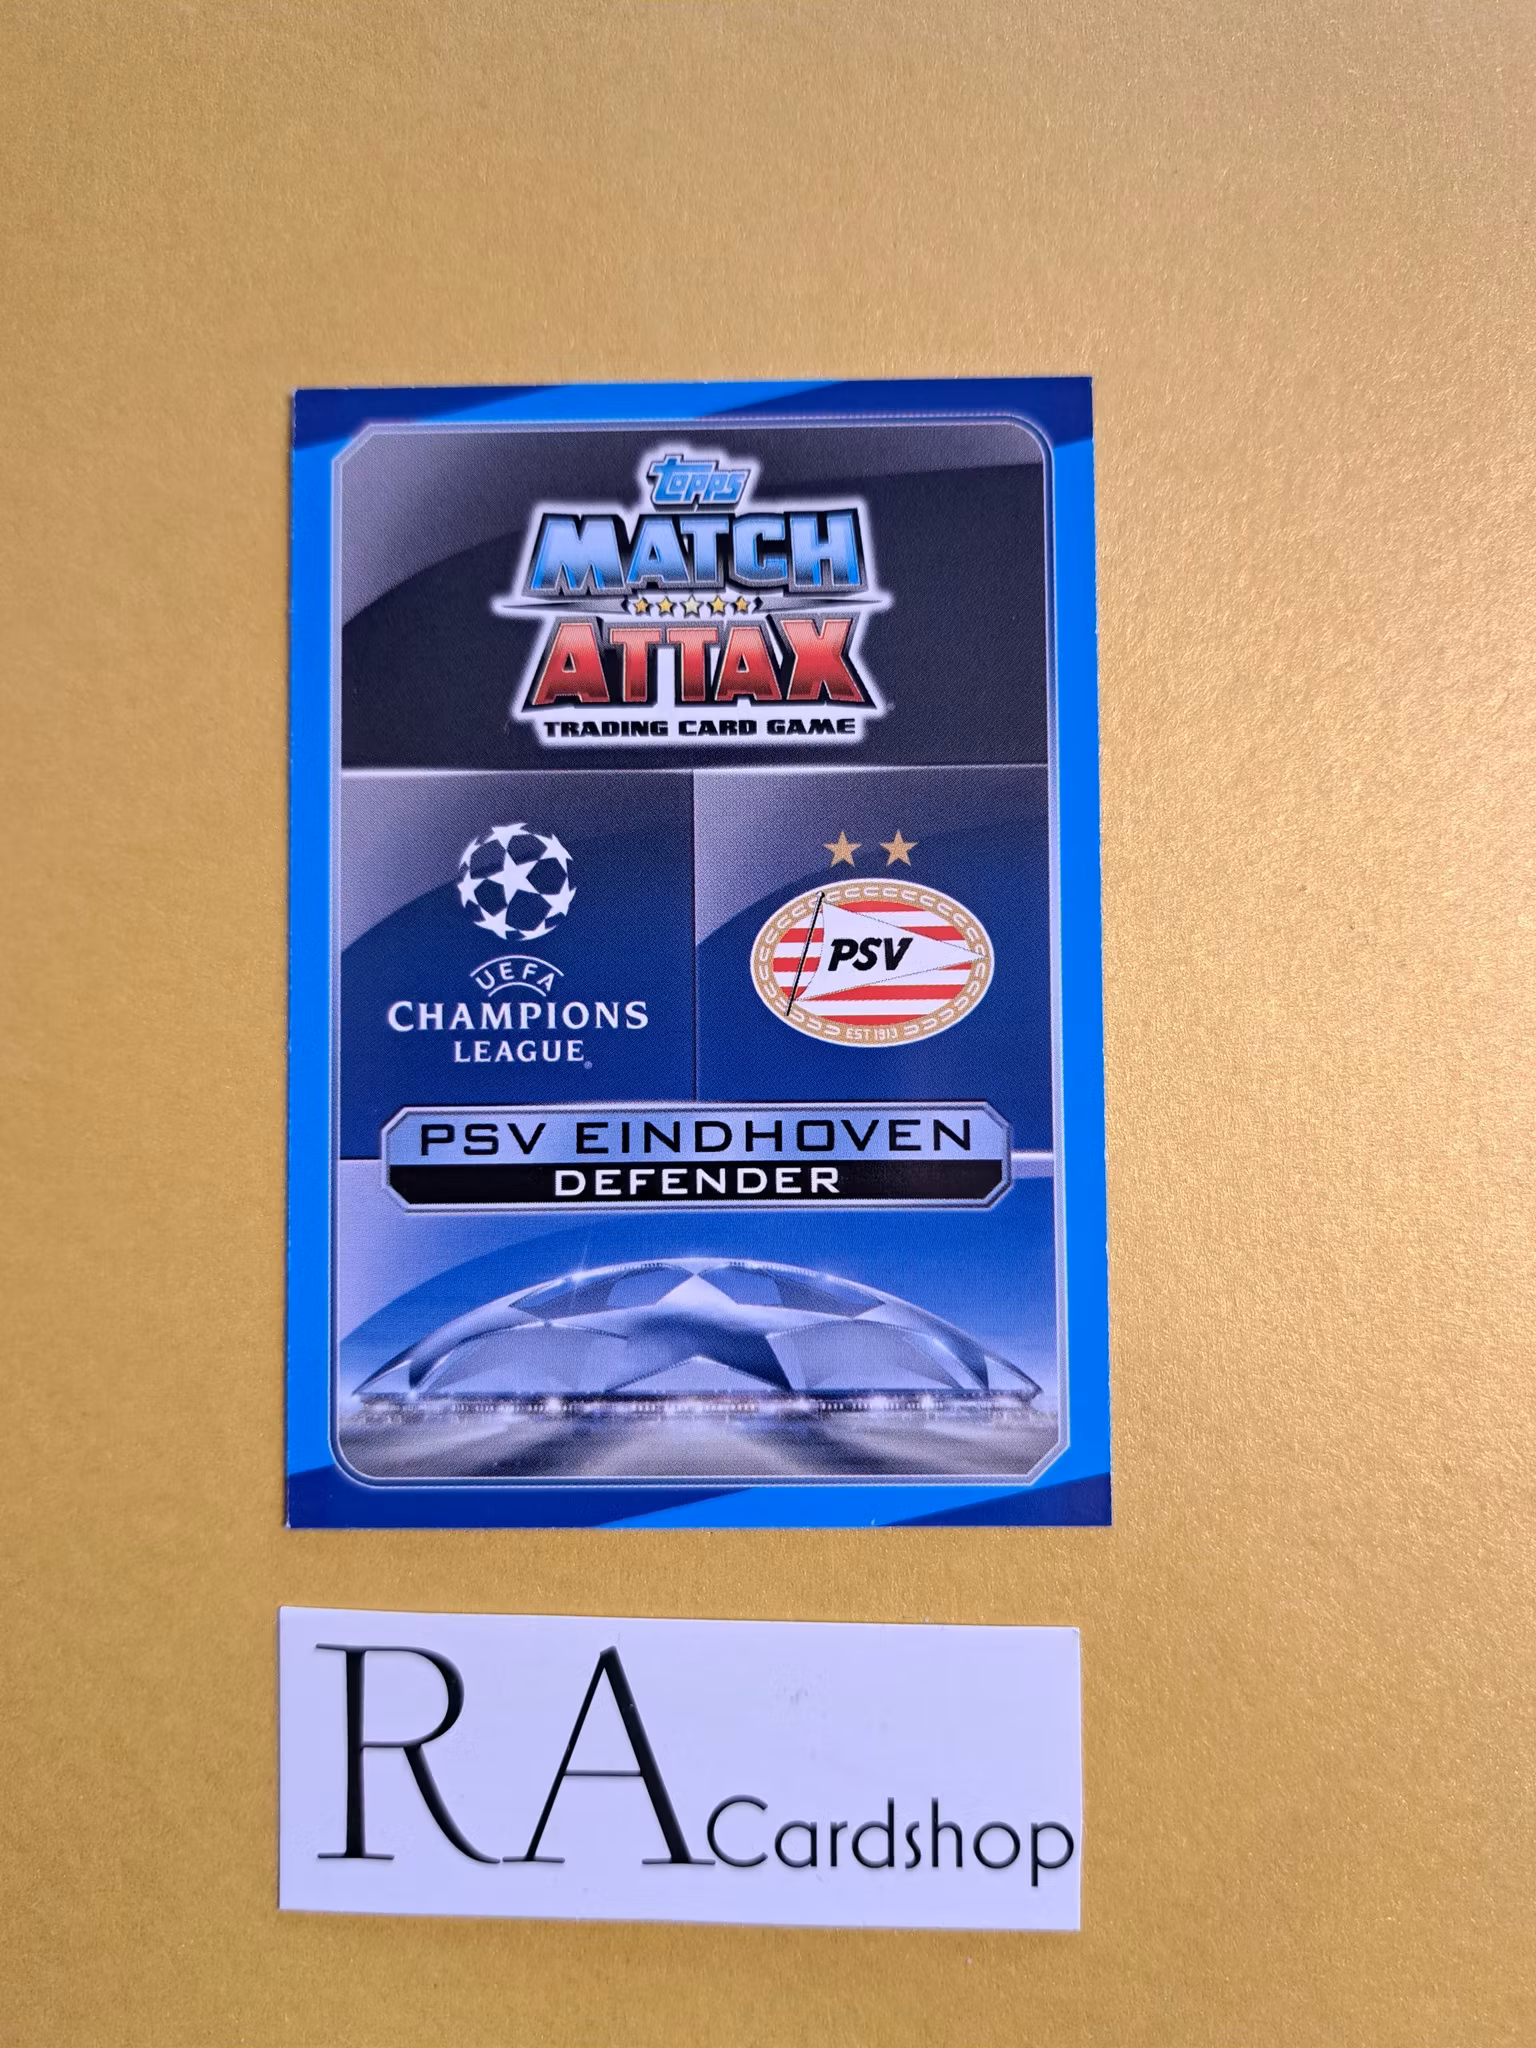 topps
MATCH
ATTAX
TRADING CARD GAME
UEFA
CHAMPIONS
LEAGUE
PSV
EST 1913
PSV EINDHOVEN
DEFENDER
RA Cardshop